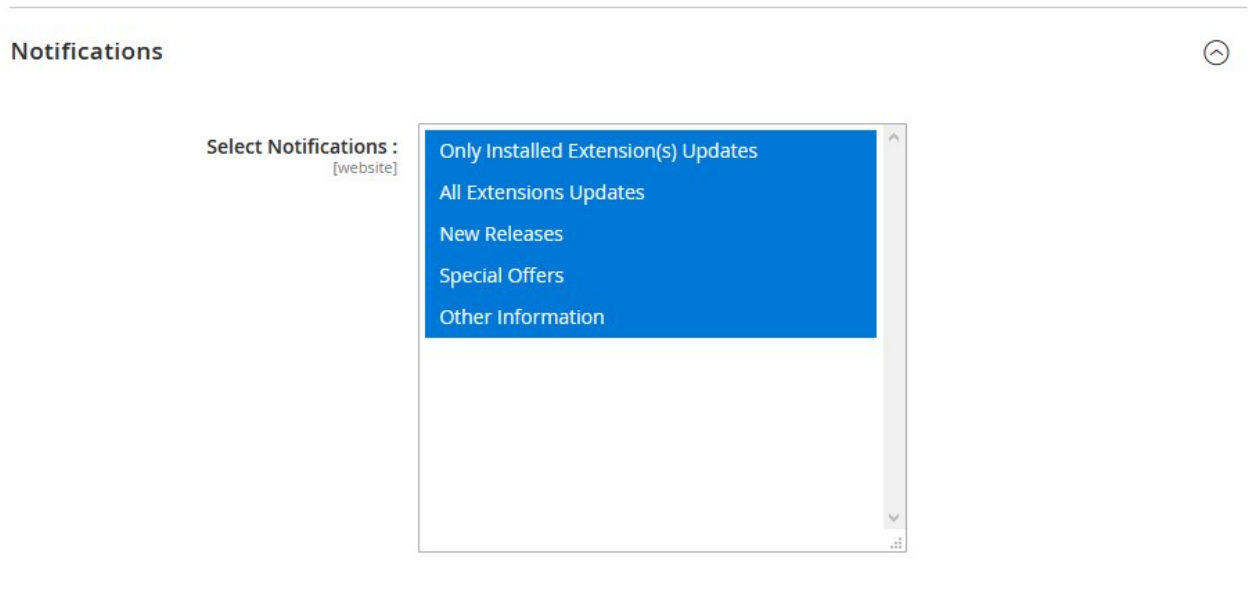 Notifications
Select Notifications :
[website]
Only Installed Extension(s) Updates
All Extensions Updates
New Releases
Special Offers
Other Information